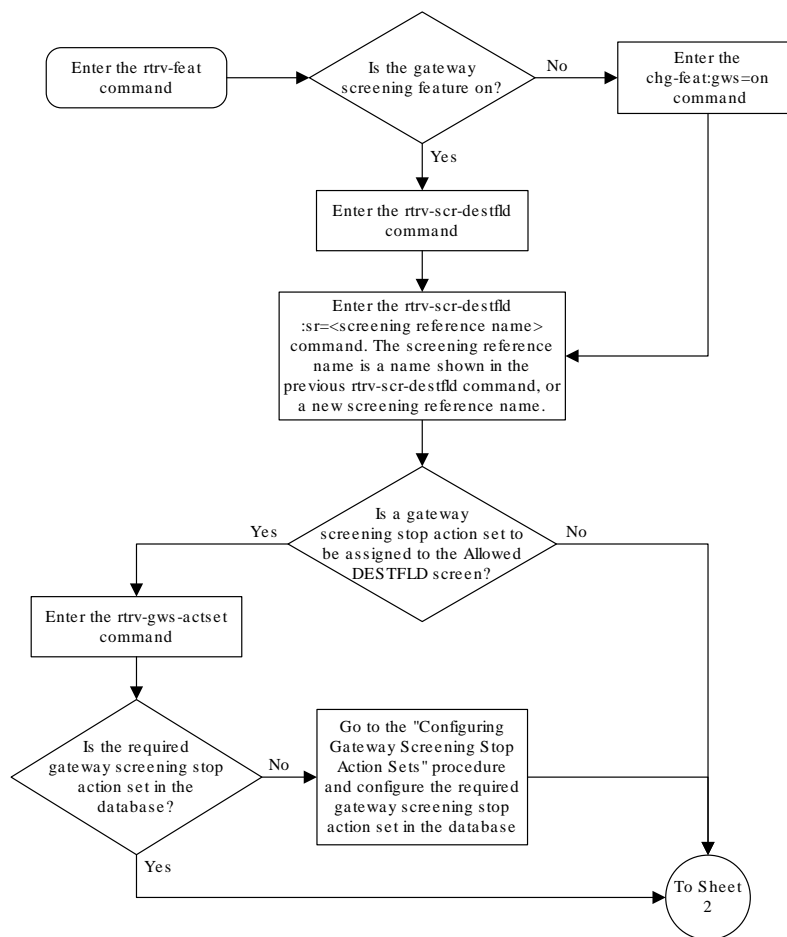 Enter the rtrv-feat
command
Is the gateway
screening feature on?
No
Enter the
chg-feat:gws=on
command
Yes
Enter the rtrv-scr-destfld
command
Enter the rtrv-scr-destfld
:sr=<screening reference name>
command. The screening reference
name is a name shown in the
previous rtrv-scr-destfld command, or
a new screening reference name.
Yes
Is a gateway
screening stop action set to
be assigned to the Allowed
DESTFLD screen?
No
Enter the rtrv-gws-actset
command
Is the required
gateway screening stop
action set in the
database?
No
Go to the "Configuring
Gateway Screening Stop
Action Sets" procedure
and configure the required
gateway screening stop
action set in the database
Yes
To Sheet
2